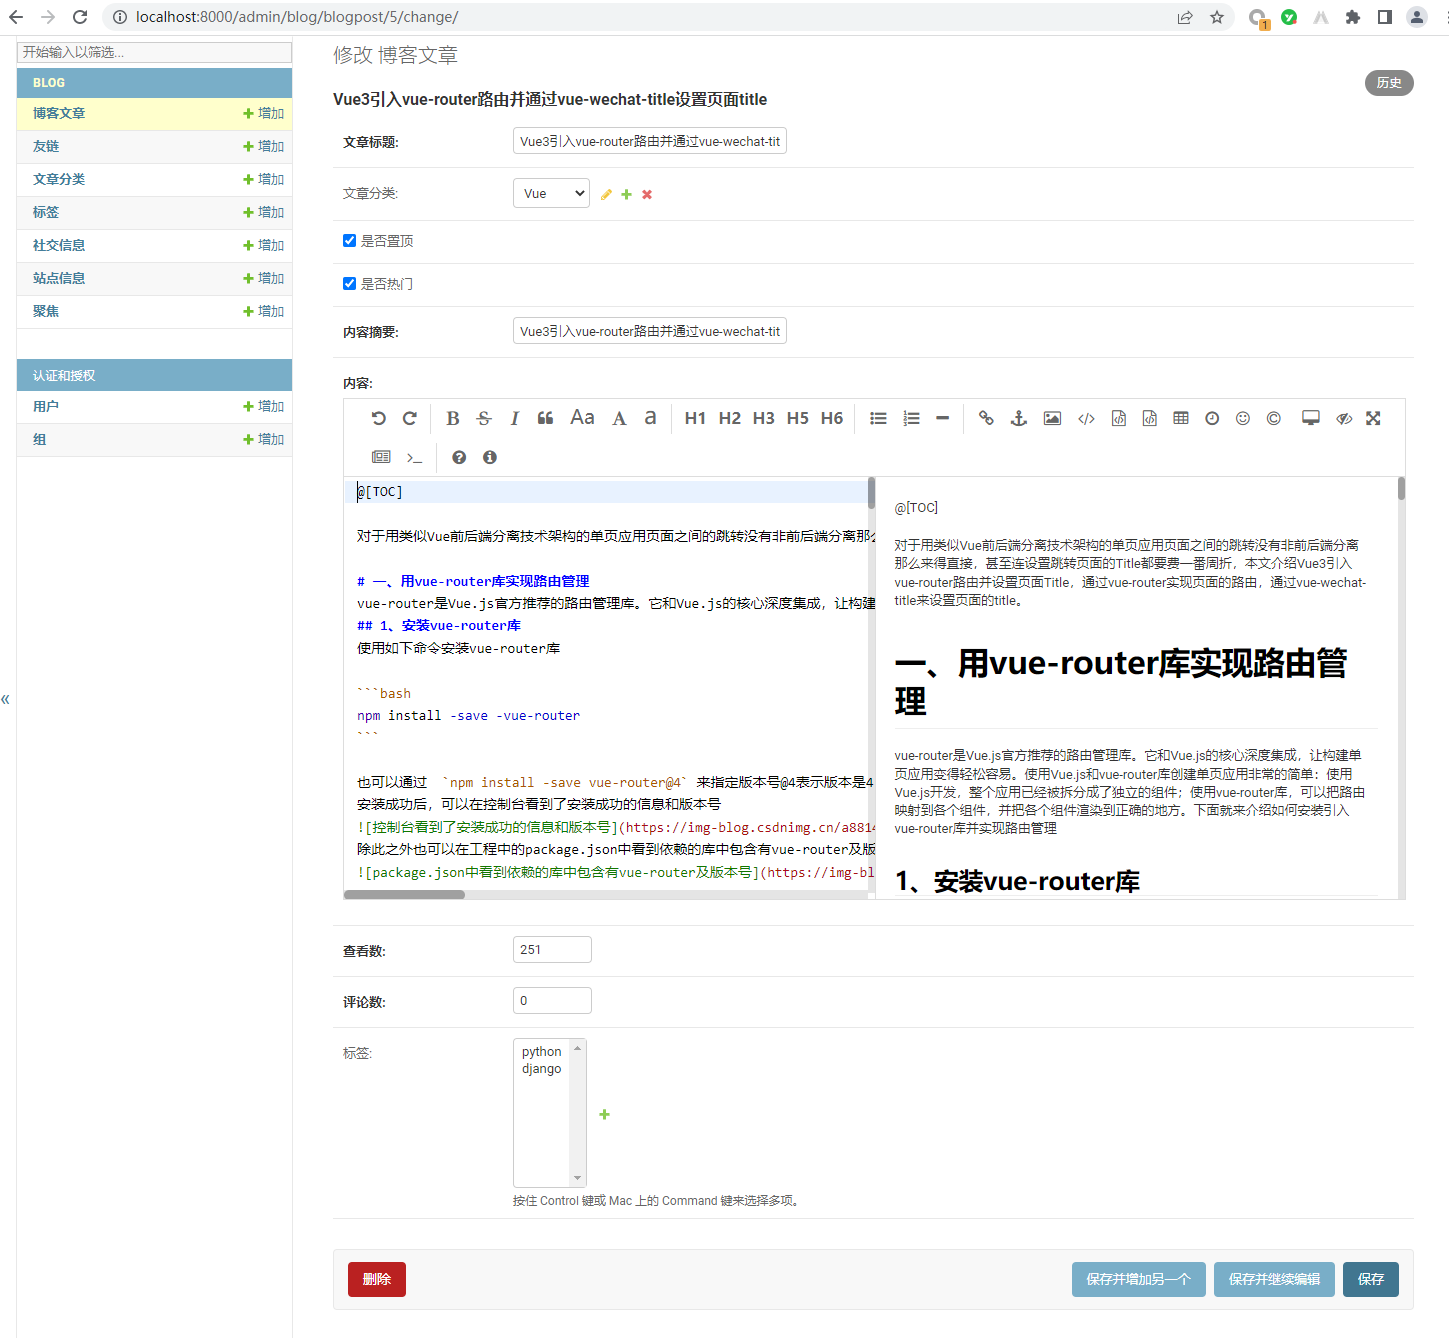 localhost:8000/admin/blog/blogpost/5/change/
1
开始输入以筛选...
BLOG
博客文章 增加
友链 增加
文章分类 增加
标签 增加
社交信息 增加
站点信息 增加
聚焦 增加
认证和授权
用户 增加
组 增加
«
修改 博客文章
历史
Vue3引入vue-router路由并通过vue-wechat-title设置页面title
文章标题: Vue3引入vue-router路由并通过vue-wechat-tit
文章分类: Vue
是否置顶
是否热门
内容摘要: Vue3引入vue-router路由并通过vue-wechat-tit
内容:
B S I Aa A a H1 H2 H3 H5 H6
@[TOC]
对于用类似Vue前后端分离技术架构的单页应用页面之间的跳转没有非前后端分离那么
# 一、用vue-router库实现路由管理
vue-router是Vue.js官方推荐的路由管理库。它和Vue.js的核心深度集成，让构建
## 1、安装vue-router库
使用如下命令安装vue-router库
```bash
npm install -save -vue-router
```
也可以通过 `npm install -save vue-router@4` 来指定版本号@4表示版本是4
安装成功后，可以在控制台看到了安装成功的信息和版本号
![控制台看到了安装成功的信息和版本号](https://img-blog.csdnimg.cn/a8814
除此之外也可以在工程中的package.json中看到依赖的库中包含有vue-router及版
![package.json中看到依赖的库中包含有vue-router及版本号](https://img-bl
@[TOC]
对于用类似Vue前后端分离技术架构的单页应用页面之间的跳转没有非前后端分离
那么来得直接，甚至连设置跳转页面的Title都要费一番周折，本文介绍Vue3引入
vue-router路由并设置页面Title，通过vue-router实现页面的路由，通过vue-wechat-
title来设置页面的title。
一、用vue-router库实现路由管
理
vue-router是Vue.js官方推荐的路由管理库。它和Vue.js的核心深度集成，让构建单
页应用变得轻松容易。使用Vue.js和vue-router库创建单页应用非常的简单：使用
Vue.js开发，整个应用已经被拆分成了独立的组件；使用vue-router库，可以把路由
映射到各个组件，并把各个组件渲染到正确的地方。下面就来介绍如何安装引入
vue-router库并实现路由管理
1、安装vue-router库
查看数: 251
评论数: 0
标签: python
django
按住 Control 键或 Mac 上的 Command 键来选择多项。
删除 保存并增加另一个 保存并继续编辑 保存